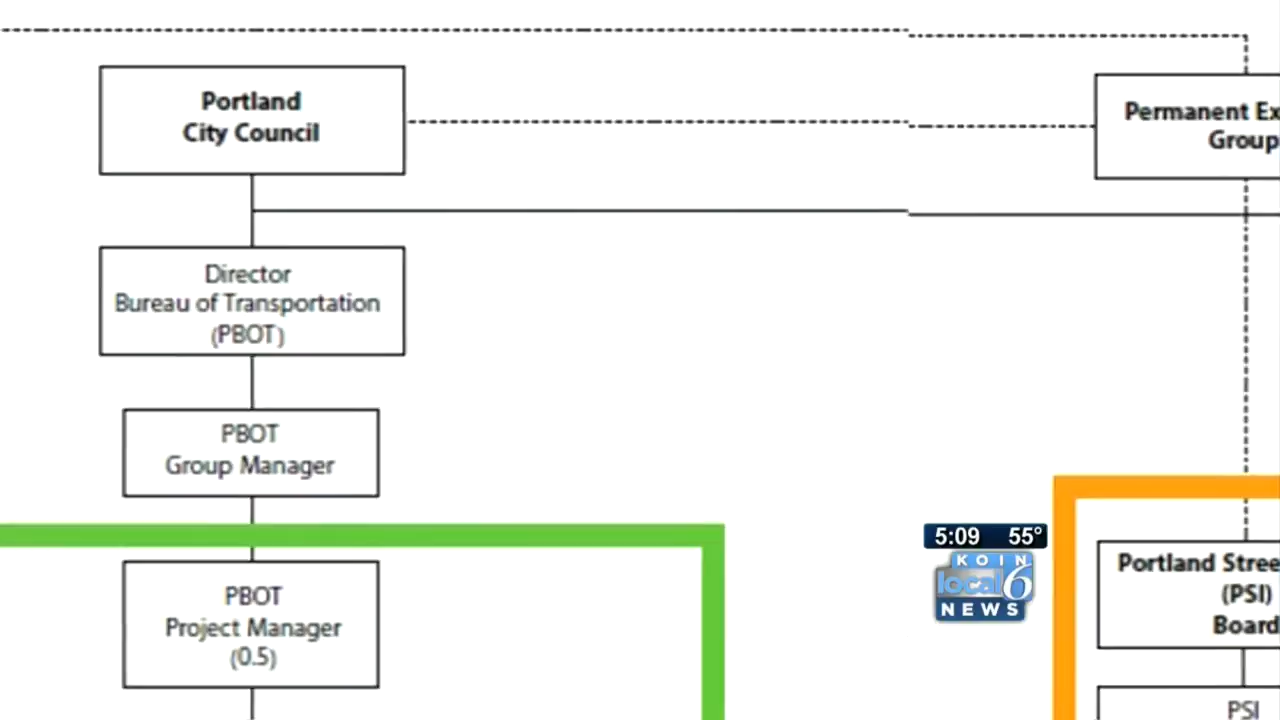 Portland
City Council
Permanent Ex
Group
Director
Bureau of Transportation
(PBOT)
PBOT
Group Manager
PBOT
Project Manager
(0.5)
5:09 55°
KOIN
local 6
NEWS
Portland Stree
(PSI)
Board
PSI